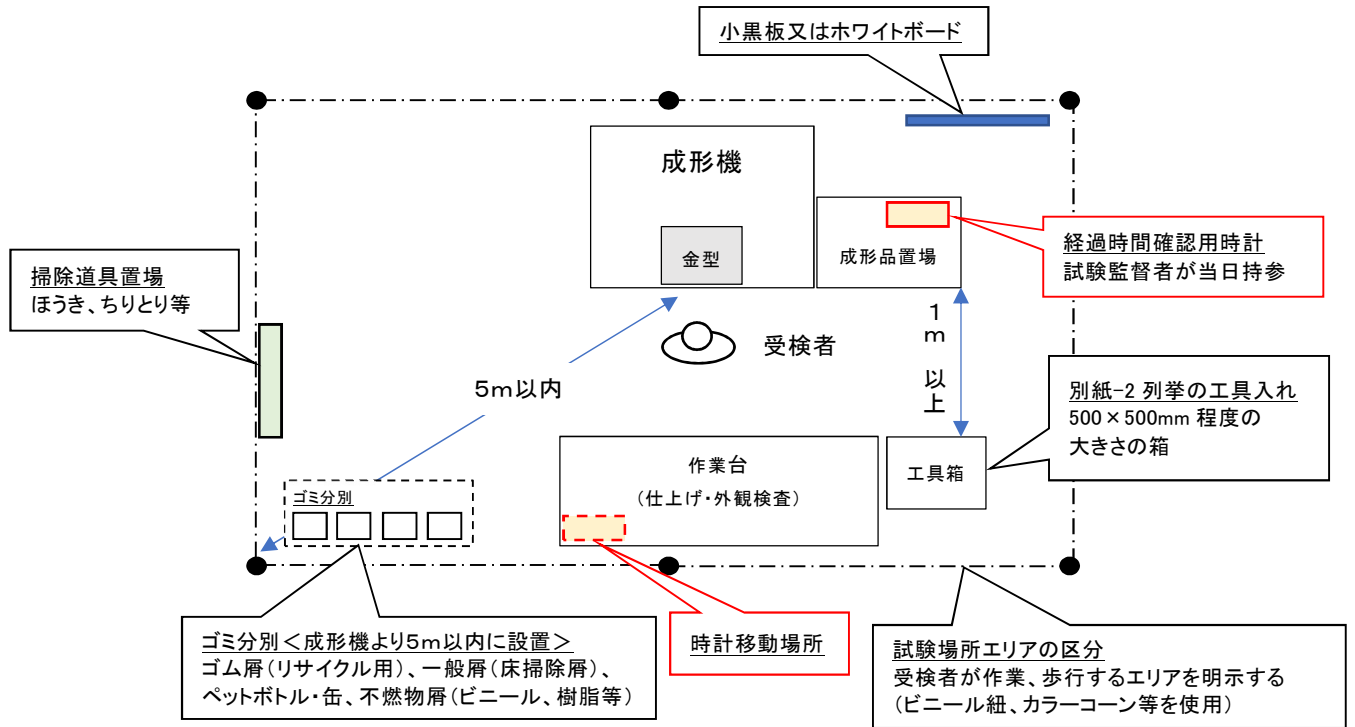 小黒板又はホワイトボード
成形機
金型
成形品置場
経過時間確認用時計
試験監督者が当日持参
掃除道具置場
ほうき、ちりとり等
受検者
1m 以上
5m以内
別紙-2 列挙の工具入れ
500×500mm 程度の
大きさの箱
作業台
(仕上げ・外観検査)
工具箱
ゴミ分別
ゴミ分別<成形機より5m以内に設置>
ゴム屑(リサイクル用)、一般屑(床掃除屑)、
ペットボトル・缶、不燃物屑(ビニール、樹脂等)
時計移動場所
試験場所エリアの区分
受検者が作業、歩行するエリアを明示する
(ビニール紐、カラーコーン等を使用)